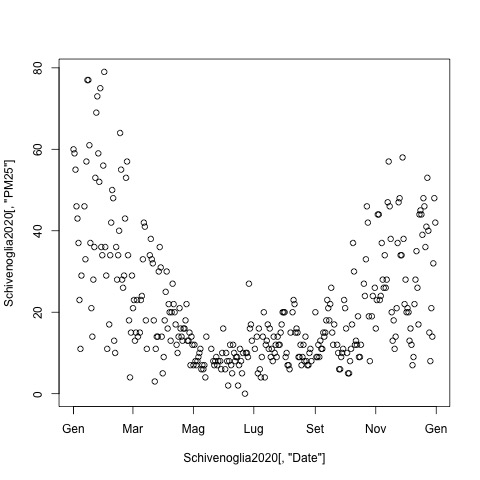 80
60
40
20
0
Schivenoglia2020[, "PM25"]
Gen Mar Mag Lug Set Nov Gen
Schivenoglia2020[, "Date"]